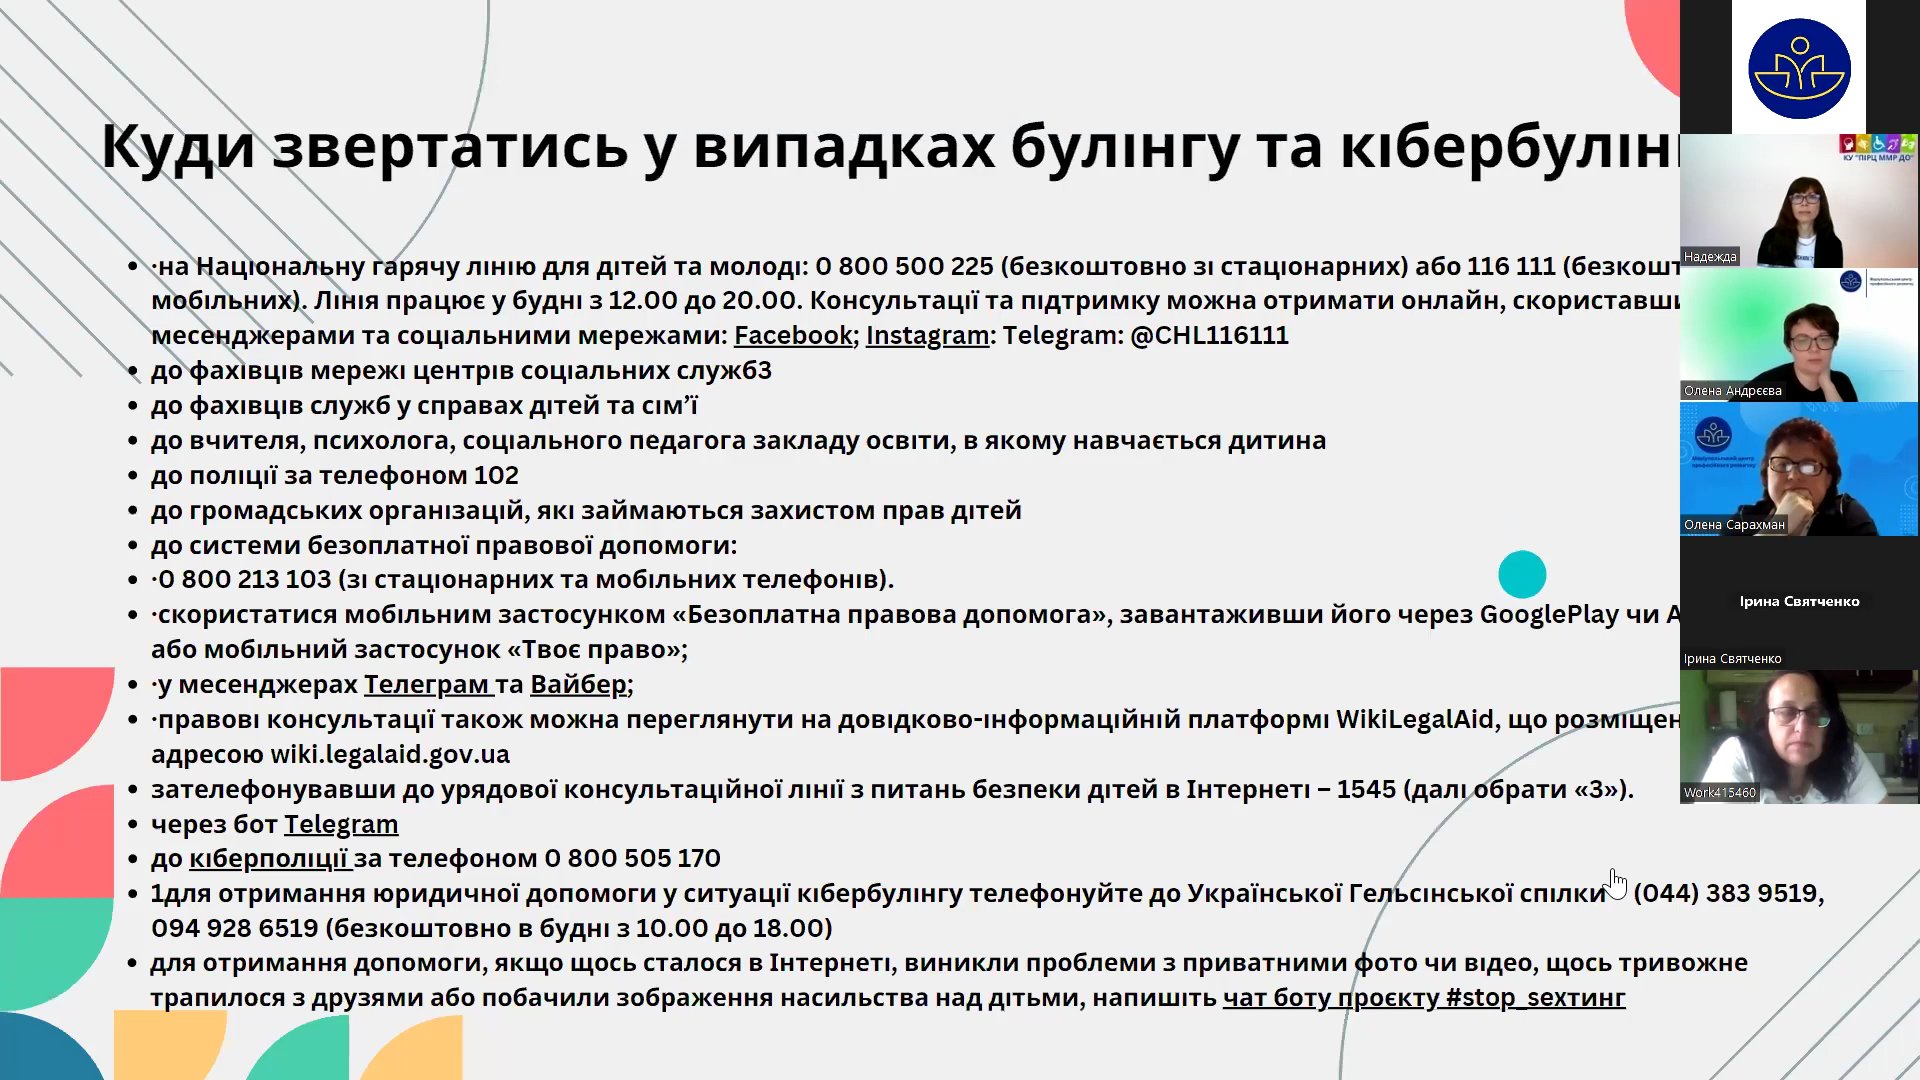 Куди звертатись у випадках булінгу та кібербулін
·на Національну гарячу лінію для дітей та молоді: 0 800 500 225 (безкоштовно зі стаціонарних) або 116 111 (безкошт
мобільних). Лінія працює у будні з 12.00 до 20.00. Консультації та підтримку можна отримати онлайн, скориставши
месенджерами та соціальними мережами: Facebook; Instagram: Telegram: @CHL116111
до фахівців мережі центрів соціальних служб3
до фахівців служб у справах дітей та сім’ї
до вчителя, психолога, соціального педагога закладу освіти, в якому навчається дитина
до поліції за телефоном 102
до громадських організацій, які займаються захистом прав дітей
до системи безоплатної правової допомоги:
·0 800 213 103 (зі стаціонарних та мобільних телефонів).
·скористатися мобільним застосунком «Безоплатна правова допомога», завантаживши його через GooglePlay чи A
або мобільний застосунок «Твоє право»;
·у месенджерах Телеграм та Вайбер;
·правові консультації також можна переглянути на довідково-інформаційній платформі WikiLegalAid, що розміщен
адресою wiki.legalaid.gov.ua
зателефонувавши до урядової консультаційної лінії з питань безпеки дітей в Інтернеті – 1545 (далі обрати «3»).
через бот Telegram
до кіберполіції за телефоном 0 800 505 170
1для отримання юридичної допомоги у ситуації кібербулінгу телефонуйте до Української Гельсінської спілки (044) 383 9519,
094 928 6519 (безкоштовно в будні з 10.00 до 18.00)
для отримання допомоги, якщо щось сталося в Інтернеті, виникли проблеми з приватними фото чи відео, щось тривожне
трапилося з друзями або побачили зображення насильства над дітьми, напишіть чат боту проєкту #stop_sexтинг
КУ "ПІРЦ ММР ДО"
Надежда
Олена Андрєєва
Олена Сарахман
Ірина Святченко
Ірина Святченко
Work415460